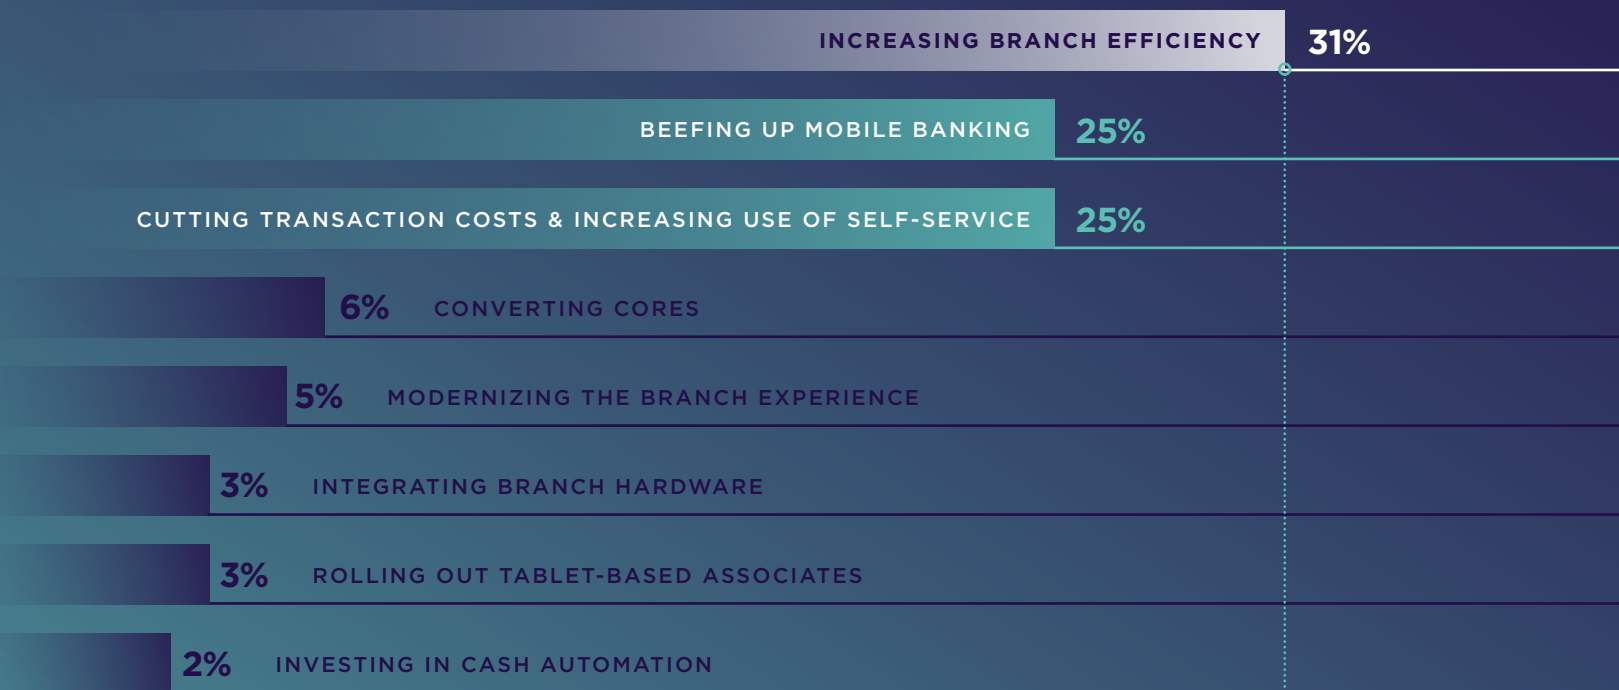 INCREASING BRANCH EFFICIENCY 31%
BEEFING UP MOBILE BANKING 25%
CUTTING TRANSACTION COSTS & INCREASING USE OF SELF-SERVICE 25%
6% CONVERTING CORES
5% MODERNIZING THE BRANCH EXPERIENCE
3% INTEGRATING BRANCH HARDWARE
3% ROLLING OUT TABLET-BASED ASSOCIATES
2% INVESTING IN CASH AUTOMATION